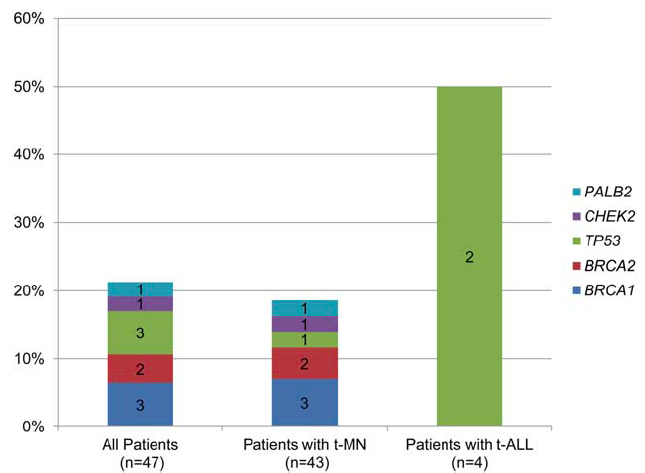 60%
50%
40%
30%
20%
10%
0%
1
1
3
2
3
1
1
1
2
3
2
PALB2
CHEK2
TP53
BRCA2
BRCA1
All Patients
(n=47)
Patients with t-MN
(n=43)
Patients with t-ALL
(n=4)